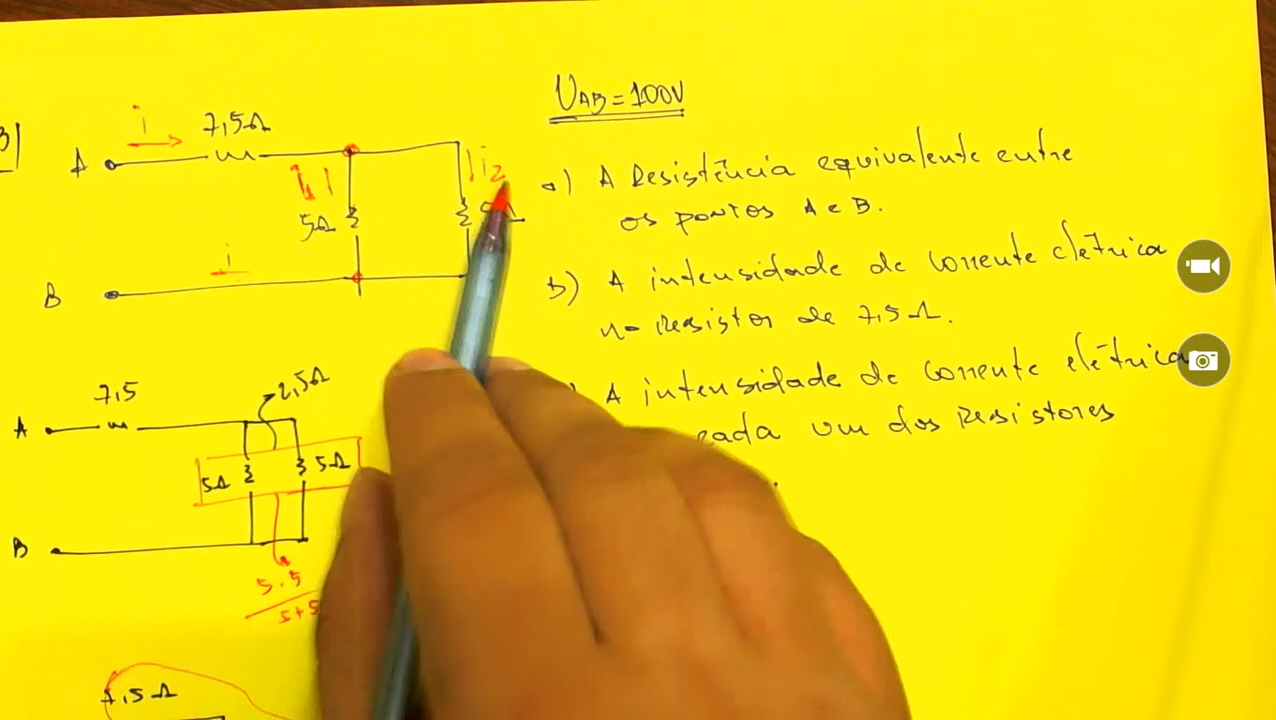 3|
U_AB = 100V
i
7,5Ω
A
i1
i2
5Ω
i
B
a) A Resistência equivalente entre
os pontos A e B.
b) A intensidade de corrente elétrica
no resistor de 7,5Ω.
) A intensidade de corrente elétrica
cada um dos resistores
7,5
2,5Ω
A
5Ω
5Ω
B
5.5
5+5
7,5Ω